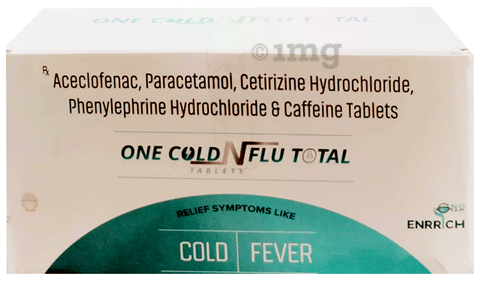 ONE COLD N FLU TOTAL
©1mg
Rx Aceclofenac, Paracetamol, Cetirizine Hydrochloride,
Phenylephrine Hydrochloride & Caffeine Tablets
ONE COLD N FLU TOTAL
TABLETS
RELIEF SYMPTOMS LIKE
ENRRICH
COLD | FEVER